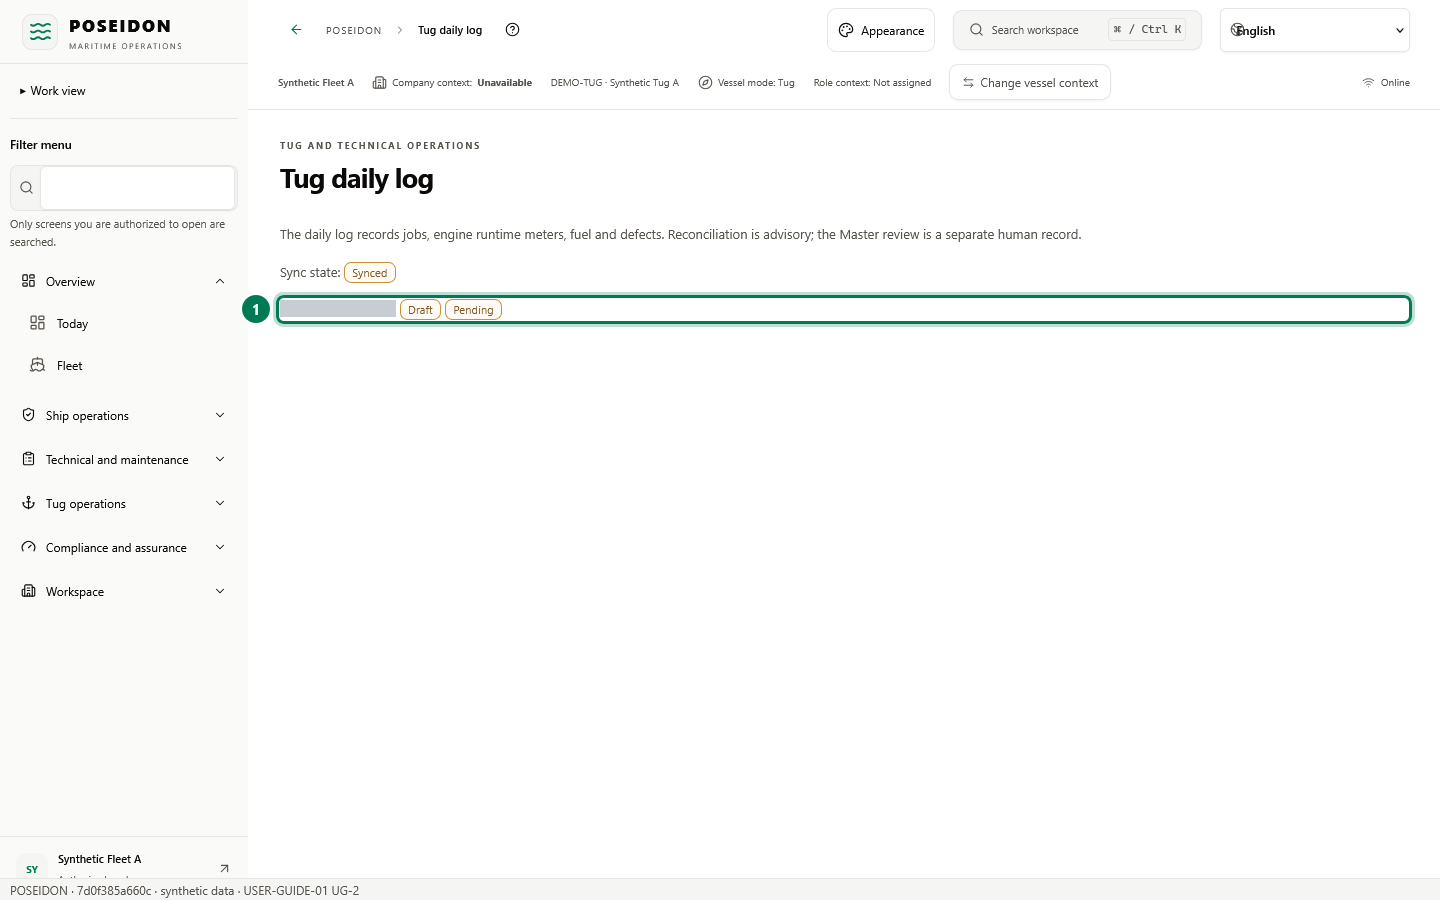 POSEIDON
MARITIME OPERATIONS
POSEIDON
Tug daily log
Appearance
Search workspace
⌘ / Ctrl K
English
Synthetic Fleet A
Company context: Unavailable
DEMO-TUG · Synthetic Tug A
Vessel mode: Tug
Role context: Not assigned
Change vessel context
Online
Work view
Filter menu
Only screens you are authorized to open are
searched.
Overview
Today
Fleet
Ship operations
Technical and maintenance
Tug operations
Compliance and assurance
Workspace
TUG AND TECHNICAL OPERATIONS
Tug daily log
The daily log records jobs, engine runtime meters, fuel and defects. Reconciliation is advisory; the Master review is a separate human record.
Sync state: Synced
1
Draft Pending
SY
Synthetic Fleet A
POSEIDON · 7d0f385a660c · synthetic data · USER-GUIDE-01 UG-2